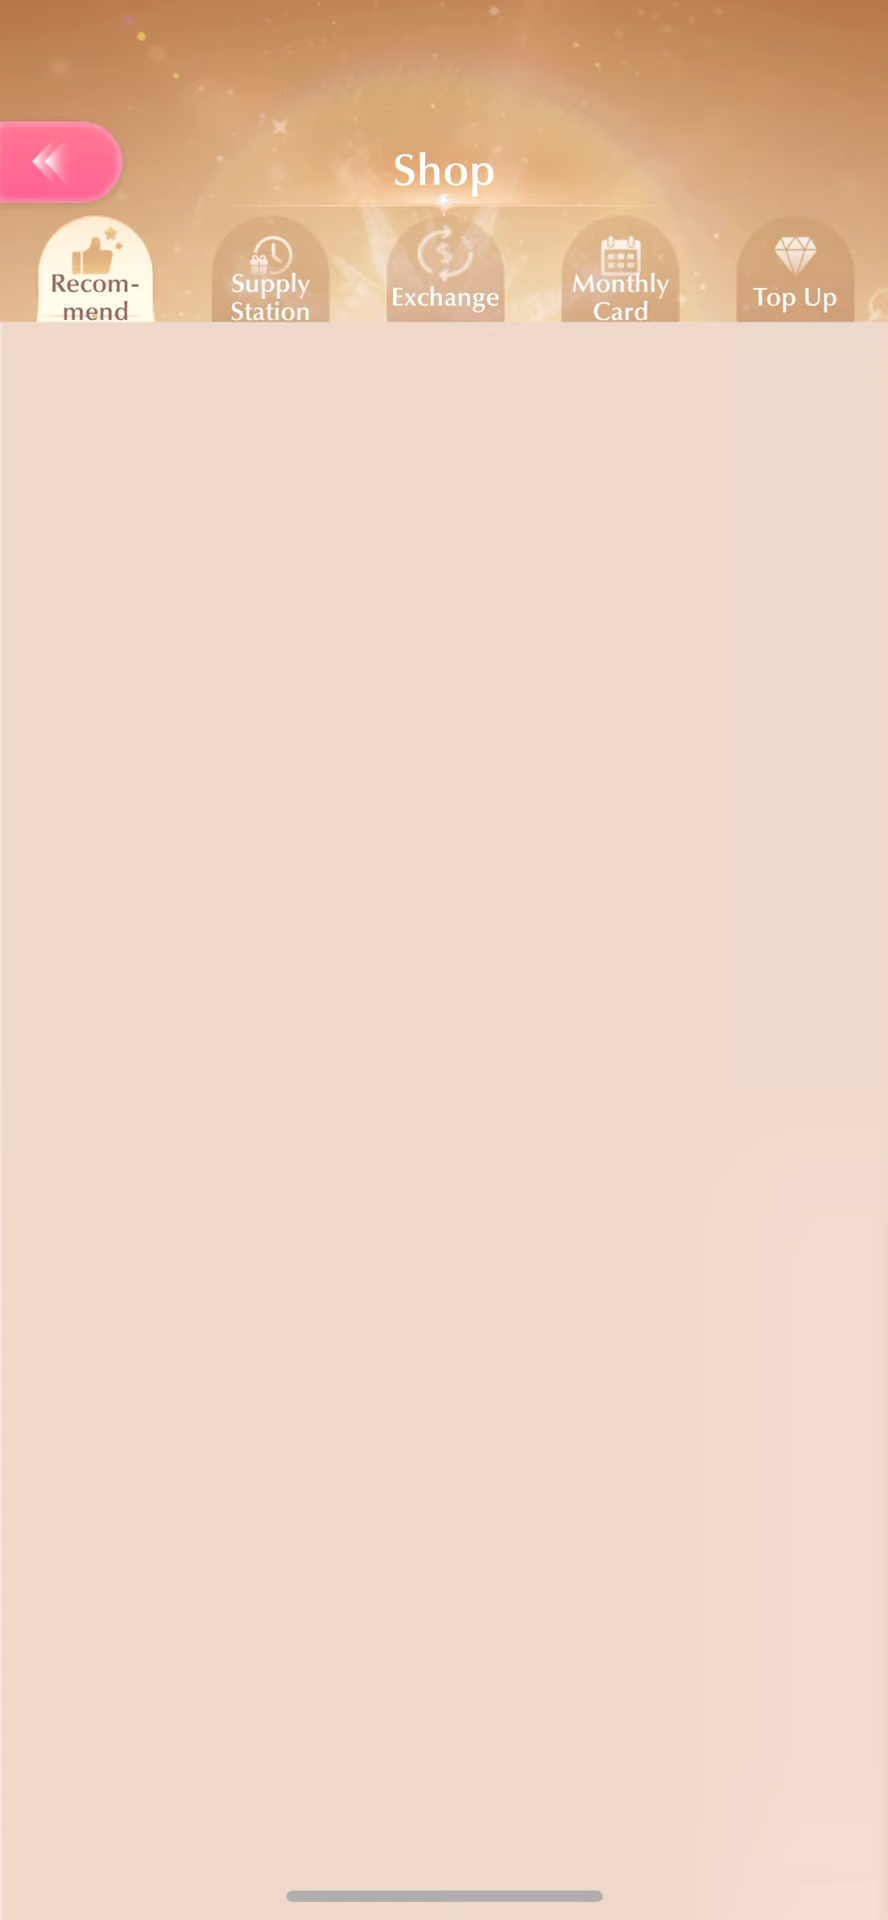 Shop
Recom-
mend
Supply
Station
Exchange
Monthly
Card
Top Up